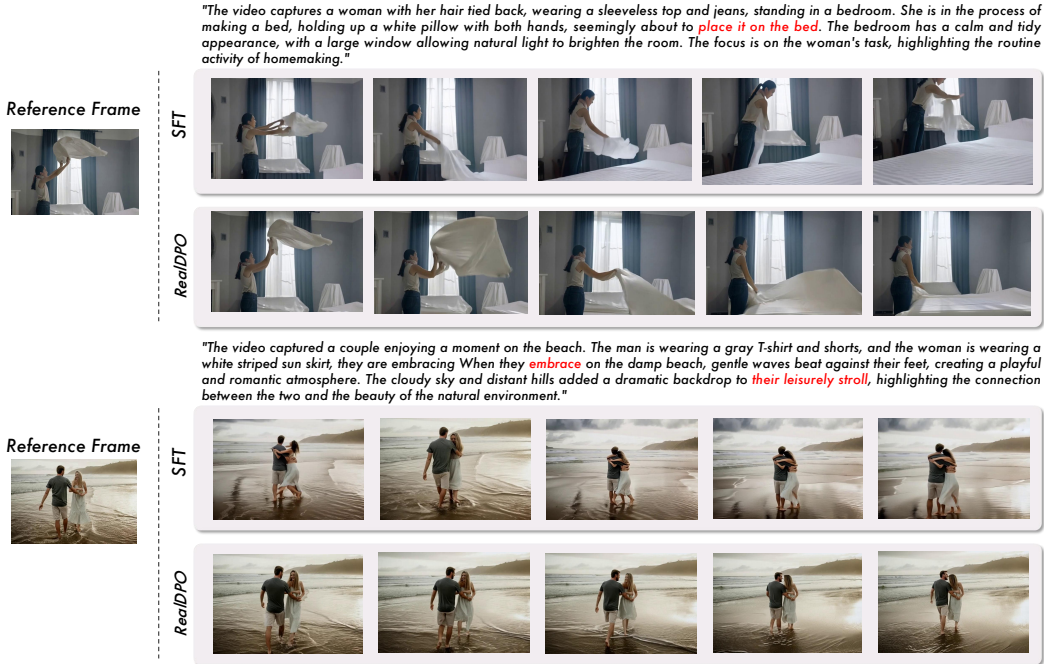 "The video captures a woman with her hair tied back, wearing a sleeveless top and jeans, standing in a bedroom. She is in the process of
making a bed, holding up a white pillow with both hands, seemingly about to place it on the bed. The bedroom has a calm and tidy
appearance, with a large window allowing natural light to brighten the room. The focus is on the woman's task, highlighting the routine
activity of homemaking."
Reference Frame
SFT
RealDPO
"The video captured a couple enjoying a moment on the beach. The man is wearing a gray T-shirt and shorts, and the woman is wearing a
white striped sun skirt, they are embracing When they embrace on the damp beach, gentle waves beat against their feet, creating a playful
and romantic atmosphere. The cloudy sky and distant hills added a dramatic backdrop to their leisurely stroll, highlighting the connection
between the two and the beauty of the natural environment."
Reference Frame
SFT
RealDPO